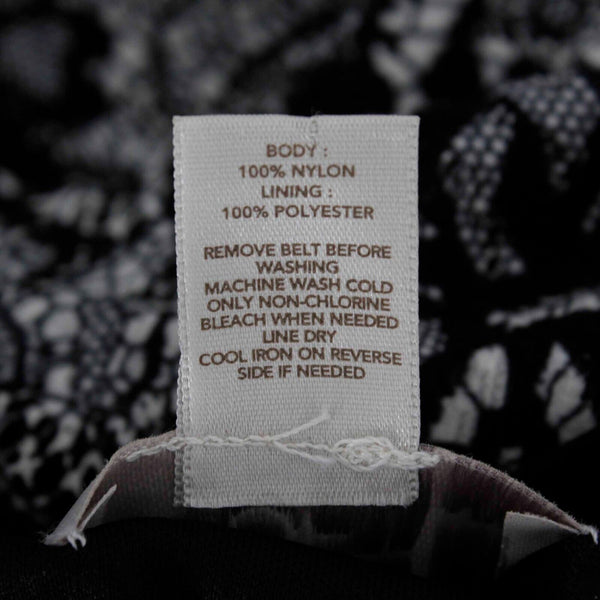 BODY :
100% NYLON
LINING :
100% POLYESTER
REMOVE BELT BEFORE
WASHING
MACHINE WASH COLD
ONLY NON-CHLORINE
BLEACH WHEN NEEDED
LINE DRY
COOL IRON ON REVERSE
SIDE IF NEEDED